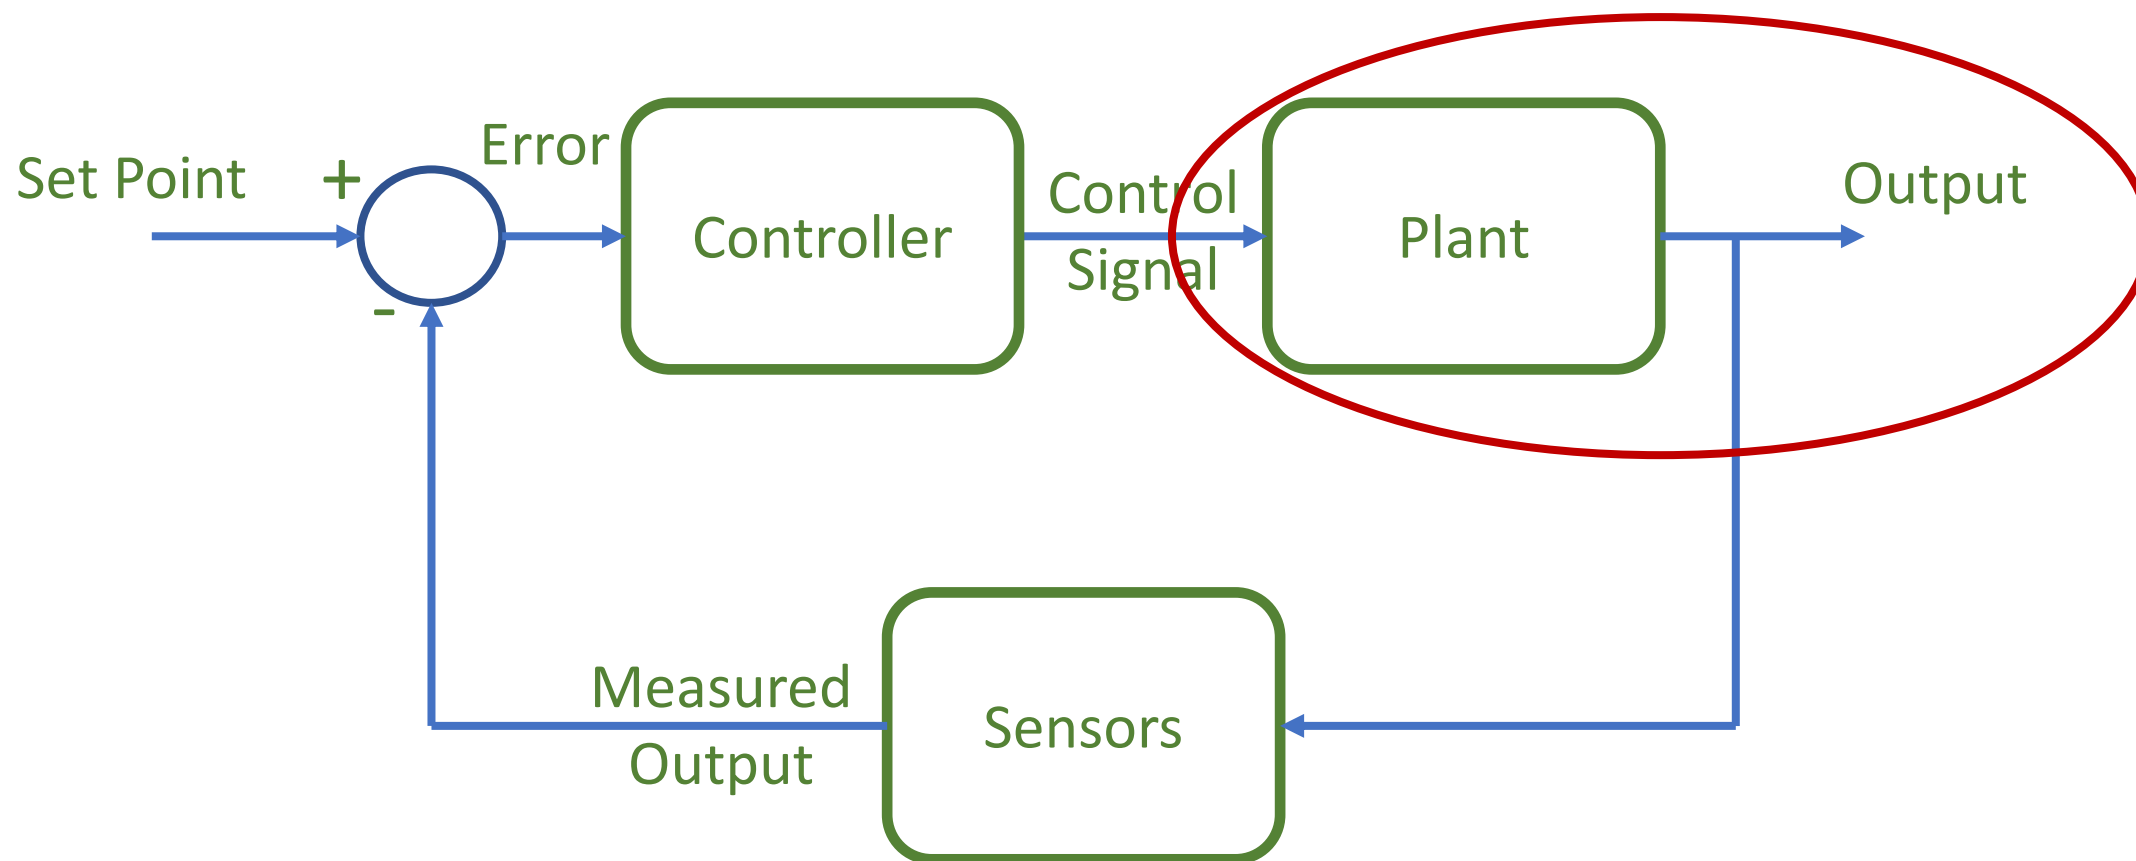 Set Point
+
-
Error
Controller
Control
Signal
Plant
Output
Measured
Output
Sensors